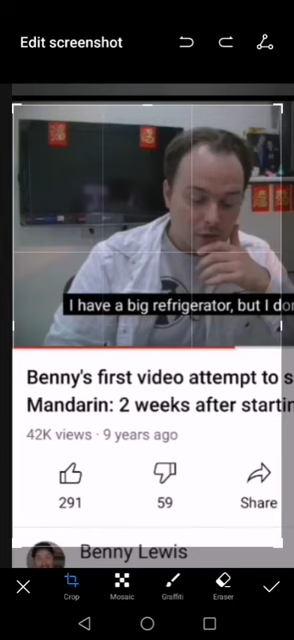 Edit screenshot
I have a big refrigerator, but I do
Benny's first video attempt to s
Mandarin: 2 weeks after startin
42K views · 9 years ago
291
59
Share
Benny Lewis
Crop
Mosaic
Graffiti
Eraser